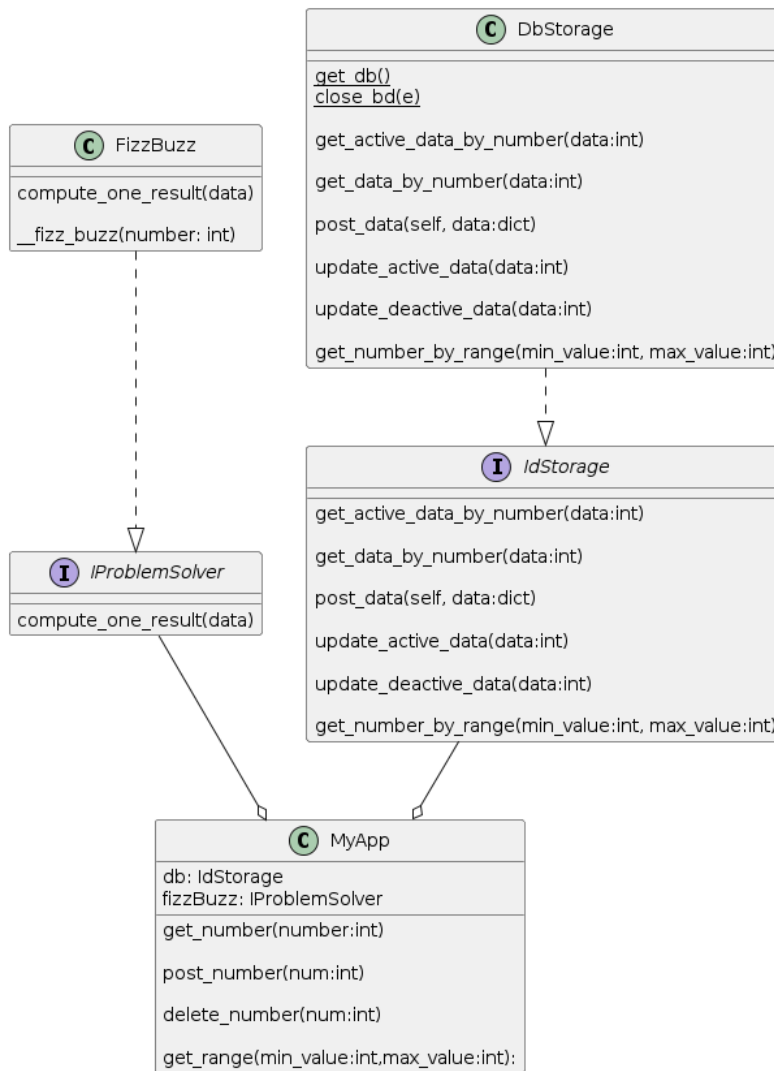 C DbStorage
get_db()
close_bd(e)
get_active_data_by_number(data:int)
get_data_by_number(data:int)
post_data(self, data:dict)
update_active_data(data:int)
update_deactive_data(data:int)
get_number_by_range(min_value:int, max_value:int)
C FizzBuzz
compute_one_result(data)
__fizz_buzz(number: int)
I IdStorage
get_active_data_by_number(data:int)
get_data_by_number(data:int)
post_data(self, data:dict)
update_active_data(data:int)
update_deactive_data(data:int)
get_number_by_range(min_value:int, max_value:int)
I IProblemSolver
compute_one_result(data)
C MyApp
db: IdStorage
fizzBuzz: IProblemSolver
get_number(number:int)
post_number(num:int)
delete_number(num:int)
get_range(min_value:int,max_value:int):